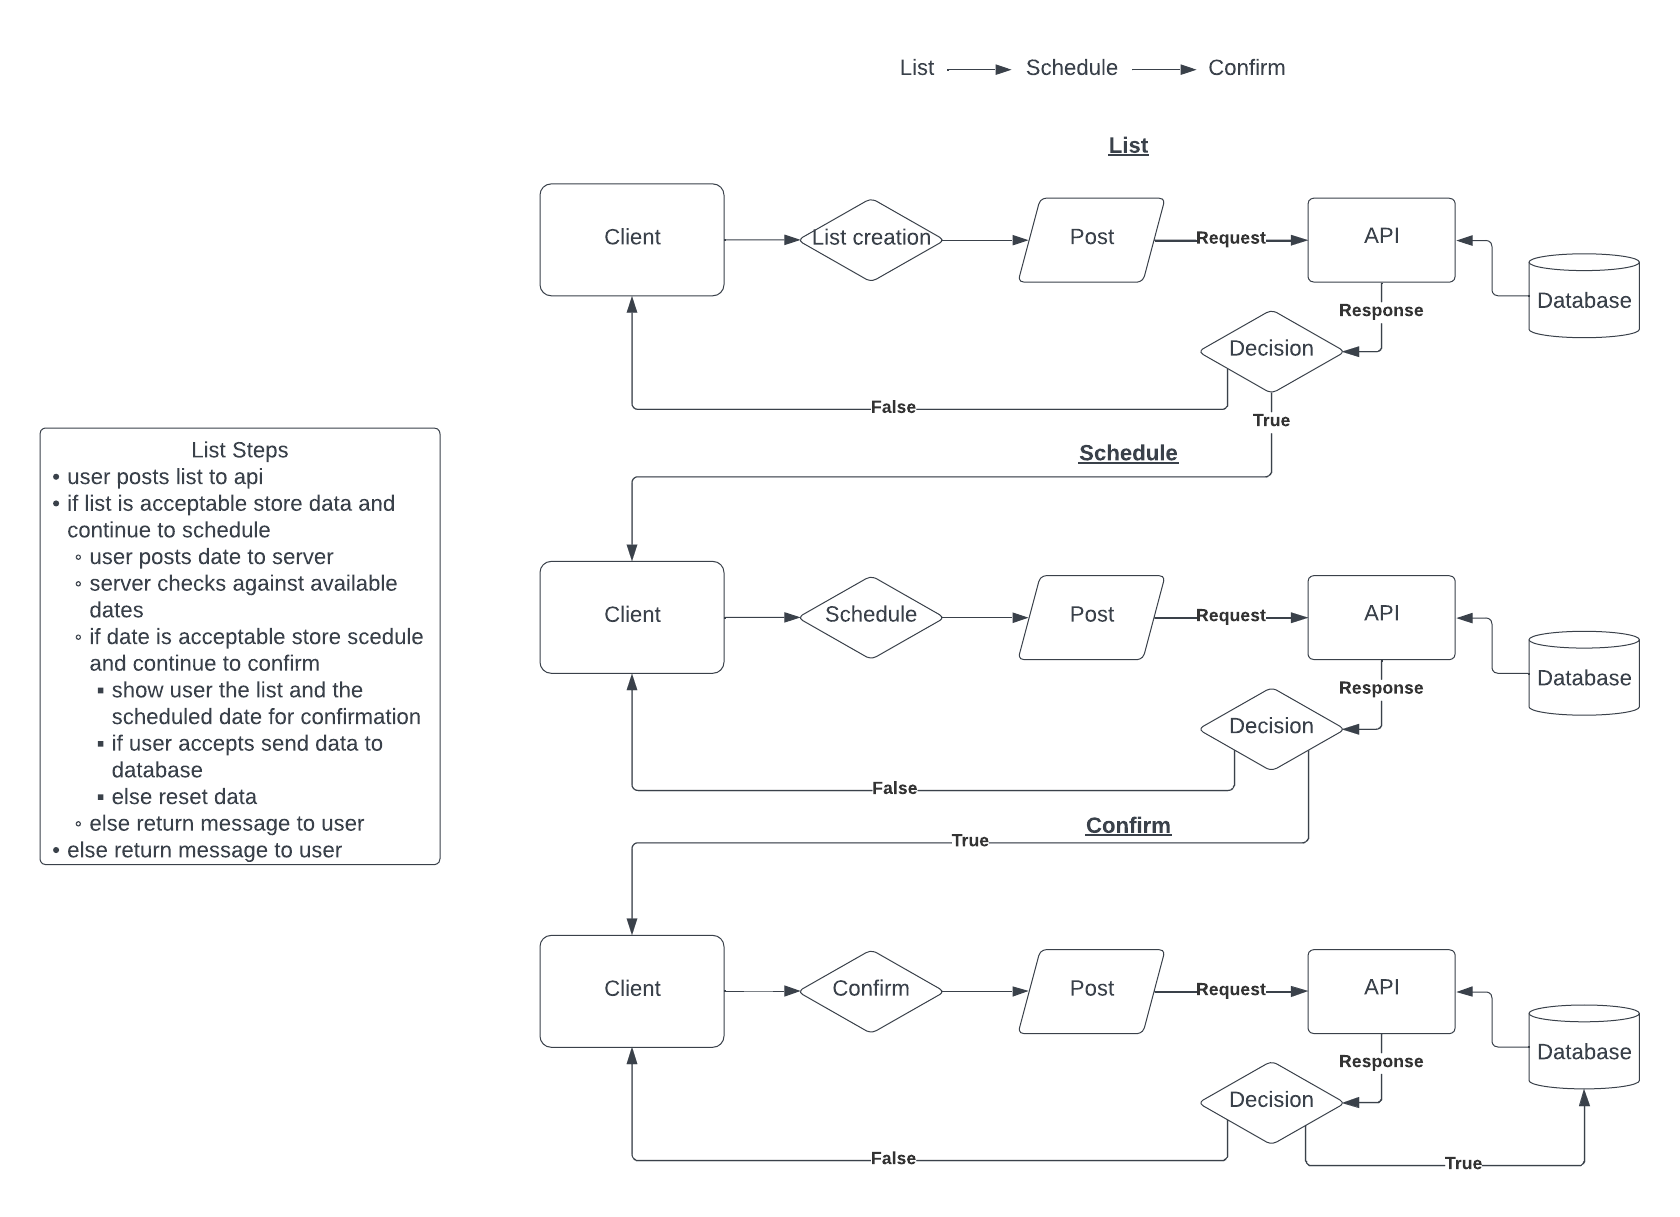 List
Schedule
Confirm
List
Client
List creation
Post
Request
API
Database
Response
Decision
False
True
List Steps
• user posts list to api
• if list is acceptable store data and
continue to schedule
◦ user posts date to server
◦ server checks against available
dates
◦ if date is acceptable store scedule
and continue to confirm
▪ show user the list and the
scheduled date for confirmation
▪ if user accepts send data to
database
▪ else reset data
◦ else return message to user
• else return message to user
Schedule
Client
Schedule
Post
Request
API
Database
Response
Decision
False
Confirm
True
Client
Confirm
Post
Request
API
Database
Response
Decision
False
True